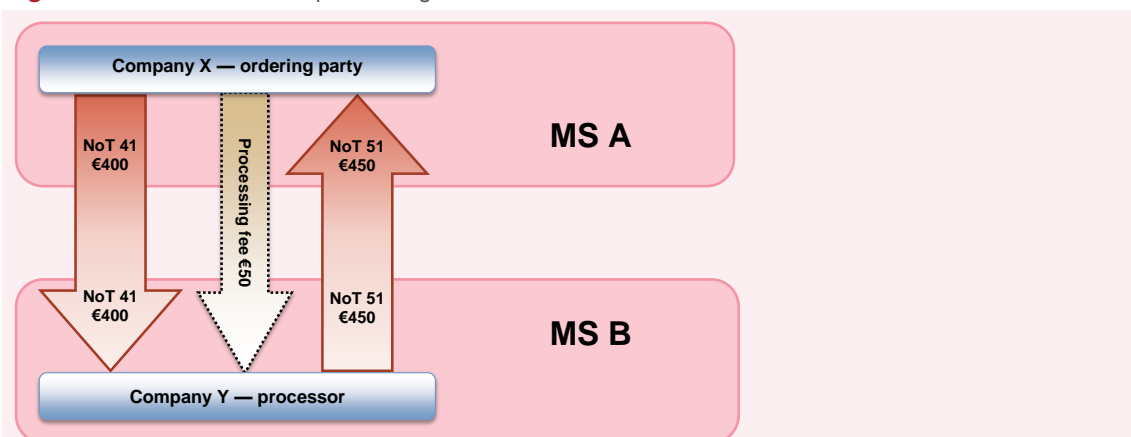 Company X — ordering party
NoT 41
€400
Processing fee €50
NoT 51
€450
MS A
NoT 41
€400
NoT 51
€450
MS B
Company Y — processor